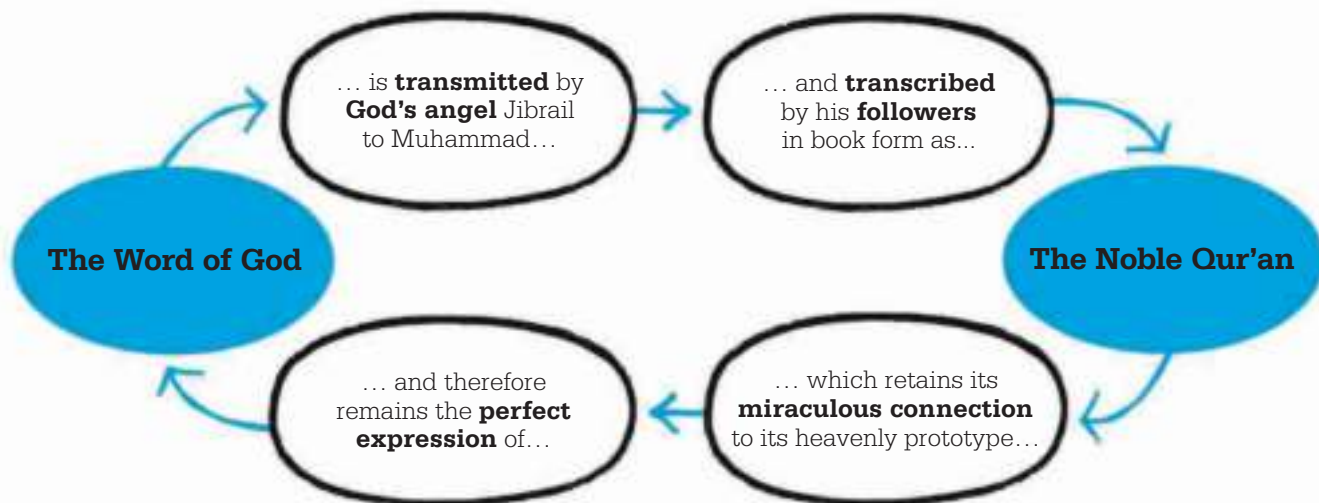 The Word of God
… is transmitted by
God’s angel Jibrail
to Muhammad…
… and transcribed
by his followers
in book form as...
The Noble Qur’an
… which retains its
miraculous connection
to its heavenly prototype…
… and therefore
remains the perfect
expression of…